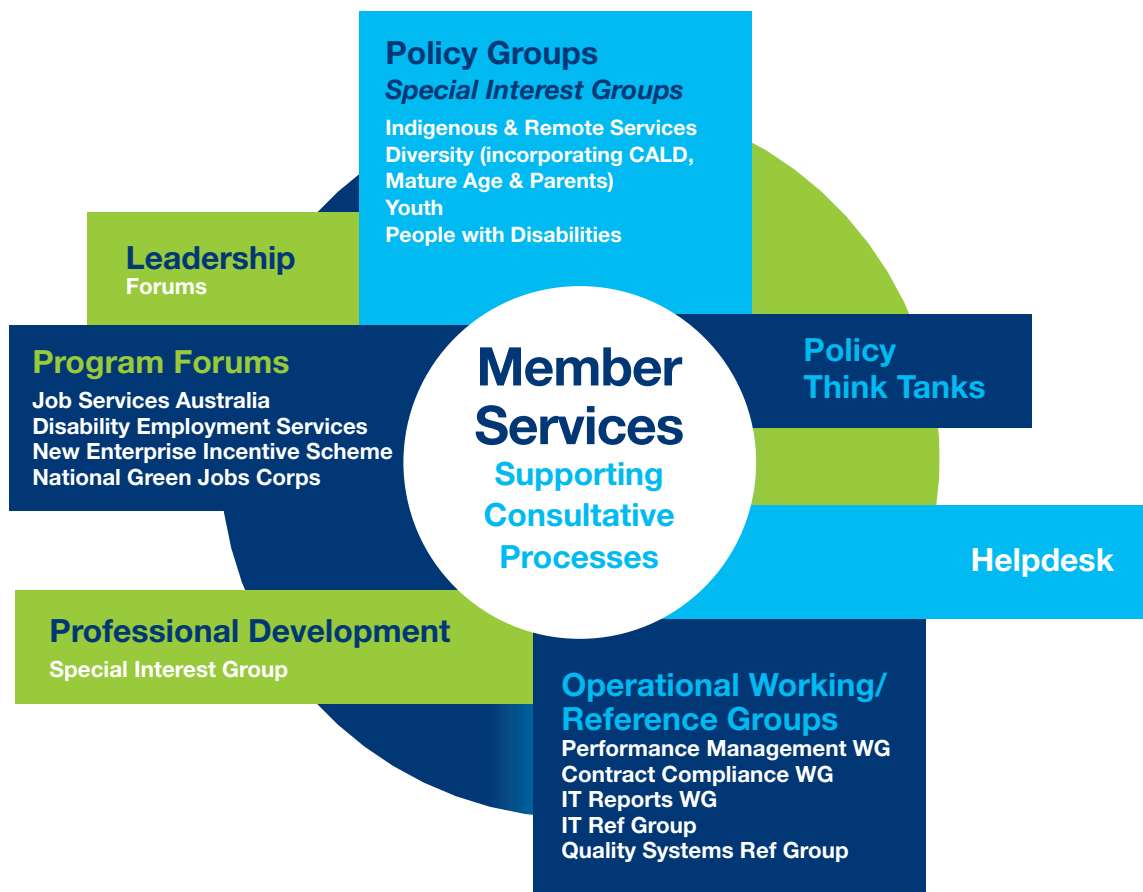 Policy Groups
Special Interest Groups
Indigenous & Remote Services
Diversity (incorporating CALD,
Mature Age & Parents)
Youth
People with Disabilities
Leadership
Forums
Program Forums
Job Services Australia
Disability Employment Services
New Enterprise Incentive Scheme
National Green Jobs Corps
Member
Services
Supporting
Consultative
Processes
Policy
Think Tanks
Helpdesk
Professional Development
Special Interest Group
Operational Working/
Reference Groups
Performance Management WG
Contract Compliance WG
IT Reports WG
IT Ref Group
Quality Systems Ref Group